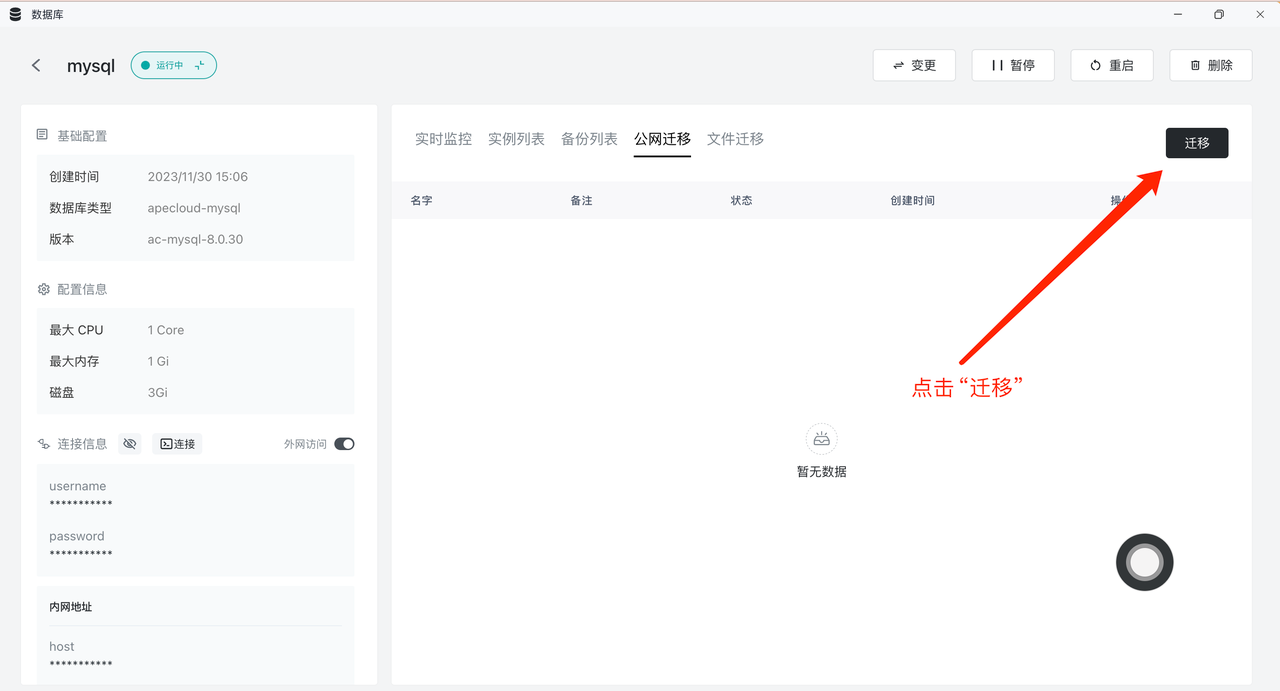 数据库
mysql
运行中
变更
暂停
重启
删除
基础配置
创建时间 2023/11/30 15:06
数据库类型 apecloud-mysql
版本 ac-mysql-8.0.30
配置信息
最大 CPU 1 Core
最大内存 1 Gi
磁盘 3Gi
连接信息 连接 外网访问
username
***********
password
***********
内网地址
host
***********
实时监控 实例列表 备份列表 公网迁移 文件迁移
迁移
名字 备注 状态 创建时间
点击 “迁移”
暂无数据